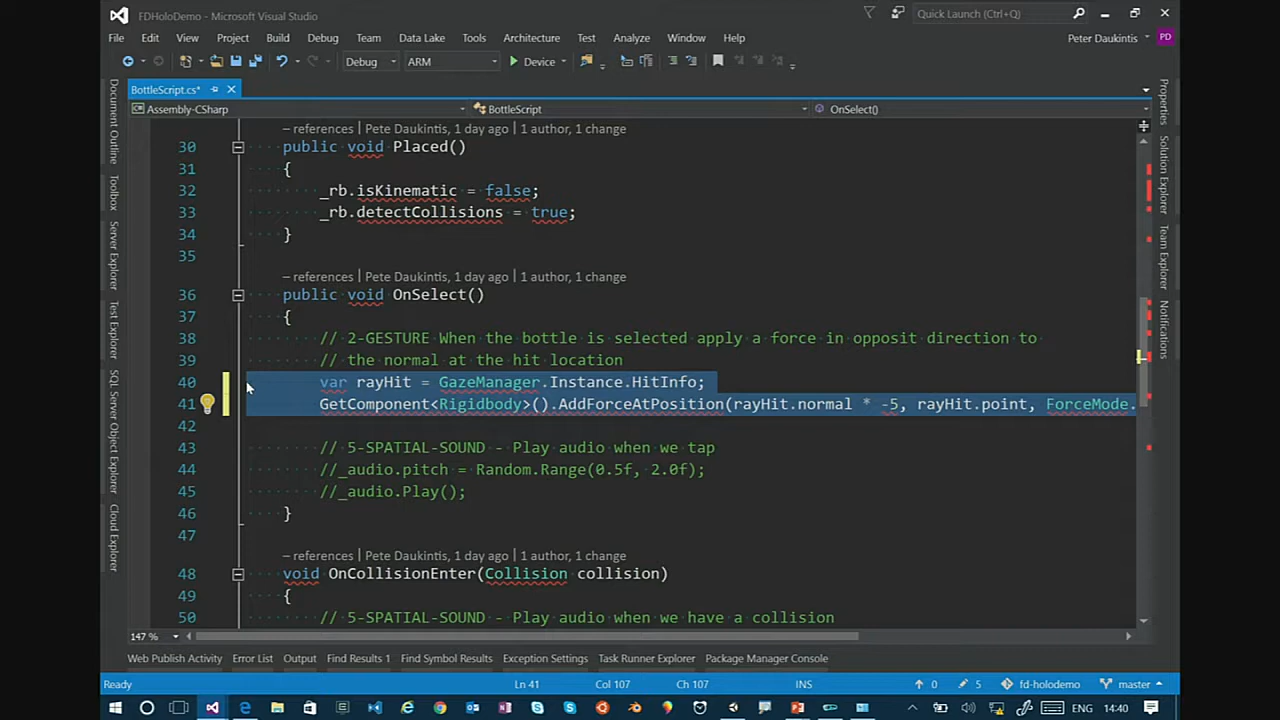 FDHoloDemo - Microsoft Visual Studio
Quick Launch (Ctrl+Q)
File Edit View Project Build Debug Team Data Lake Tools Architecture Test Analyze Window Help
Peter Daukintis PD
Debug ARM Device
BottleScript.cs*
Assembly-CSharp BottleScript OnSelect()
– references | Pete Daukintis, 1 day ago | 1 author, 1 change
30 public void Placed()
31 {
32 _rb.isKinematic = false;
33 _rb.detectCollisions = true;
34 }
35
– references | Pete Daukintis, 1 day ago | 1 author, 1 change
36 public void OnSelect()
37 {
38 // 2-GESTURE When the bottle is selected apply a force in opposit direction to
39 // the normal at the hit location
40 var rayHit = GazeManager.Instance.HitInfo;
41 GetComponent<Rigidbody>().AddForceAtPosition(rayHit.normal * -5, rayHit.point, ForceMode.
42
43 // 5-SPATIAL-SOUND - Play audio when we tap
44 //_audio.pitch = Random.Range(0.5f, 2.0f);
45 //_audio.Play();
46 }
47
– references | Pete Daukintis, 1 day ago | 1 author, 1 change
48 void OnCollisionEnter(Collision collision)
49 {
50 // 5-SPATIAL-SOUND - Play audio when we have a collision
147 %
Document Outline
Toolbox
Server Explorer
Test Explorer
SQL Server Object Explorer
Cloud Explorer
Properties
Solution Explorer
Team Explorer
Notifications
Web Publish Activity Error List Output Find Results 1 Find Symbol Results Exception Settings Task Runner Explorer Package Manager Console
Ready Ln 41 Col 107 Ch 107 INS 0 5 fd-holodemo master
ENG 14:40